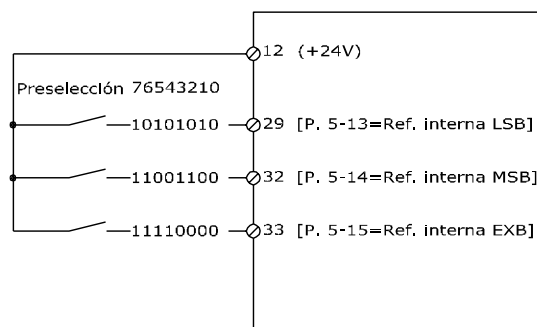 12 (+24V)
Preselección 76543210
10101010 29 [P. 5-13=Ref. interna LSB]
11001100 32 [P. 5-14=Ref. interna MSB]
11110000 33 [P. 5-15=Ref. interna EXB]